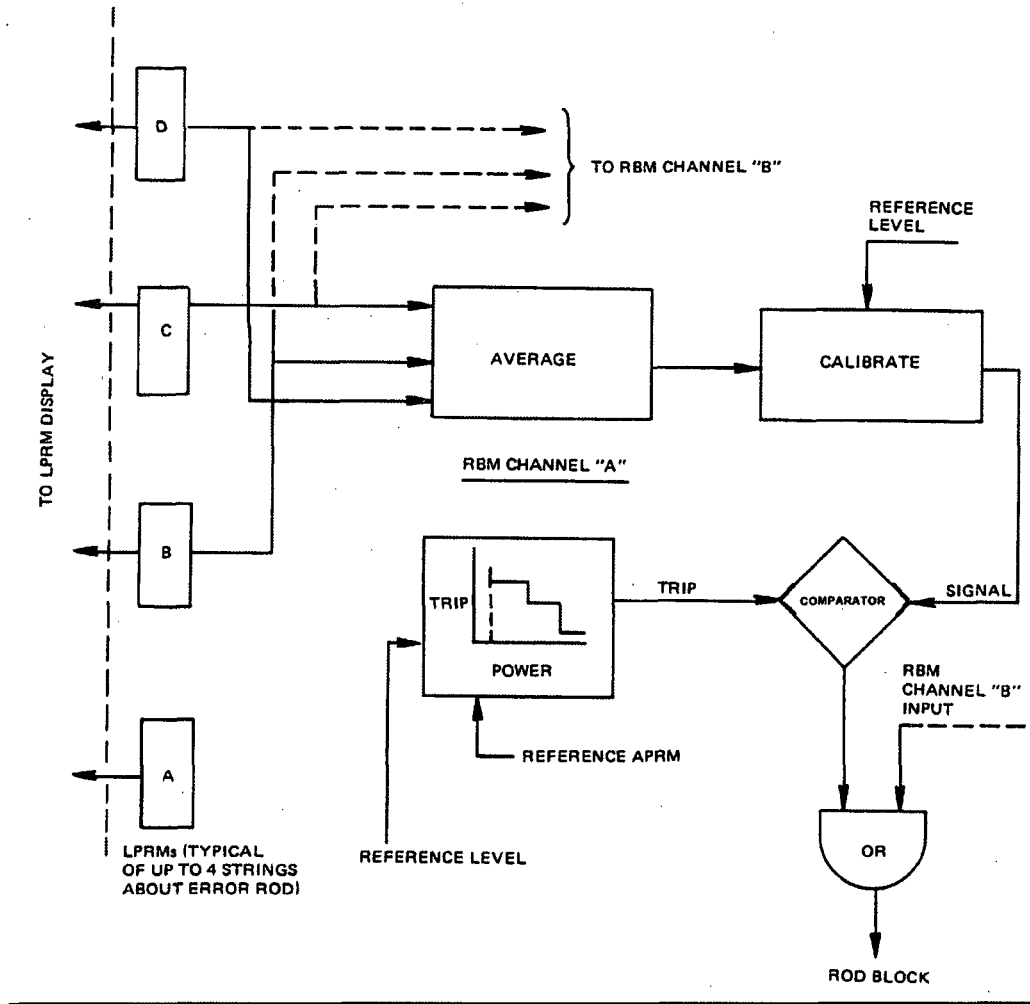 D
TO RBM CHANNEL "B"
REFERENCE
LEVEL
C
AVERAGE
CALIBRATE
TO LPRM DISPLAY
RBM CHANNEL "A"
B
TRIP
POWER
TRIP
COMPARATOR
SIGNAL
RBM
CHANNEL "B"
INPUT
REFERENCE APRM
A
LPRMs (TYPICAL
OF UP TO 4 STRINGS
ABOUT ERROR ROD)
REFERENCE LEVEL
OR
ROD BLOCK